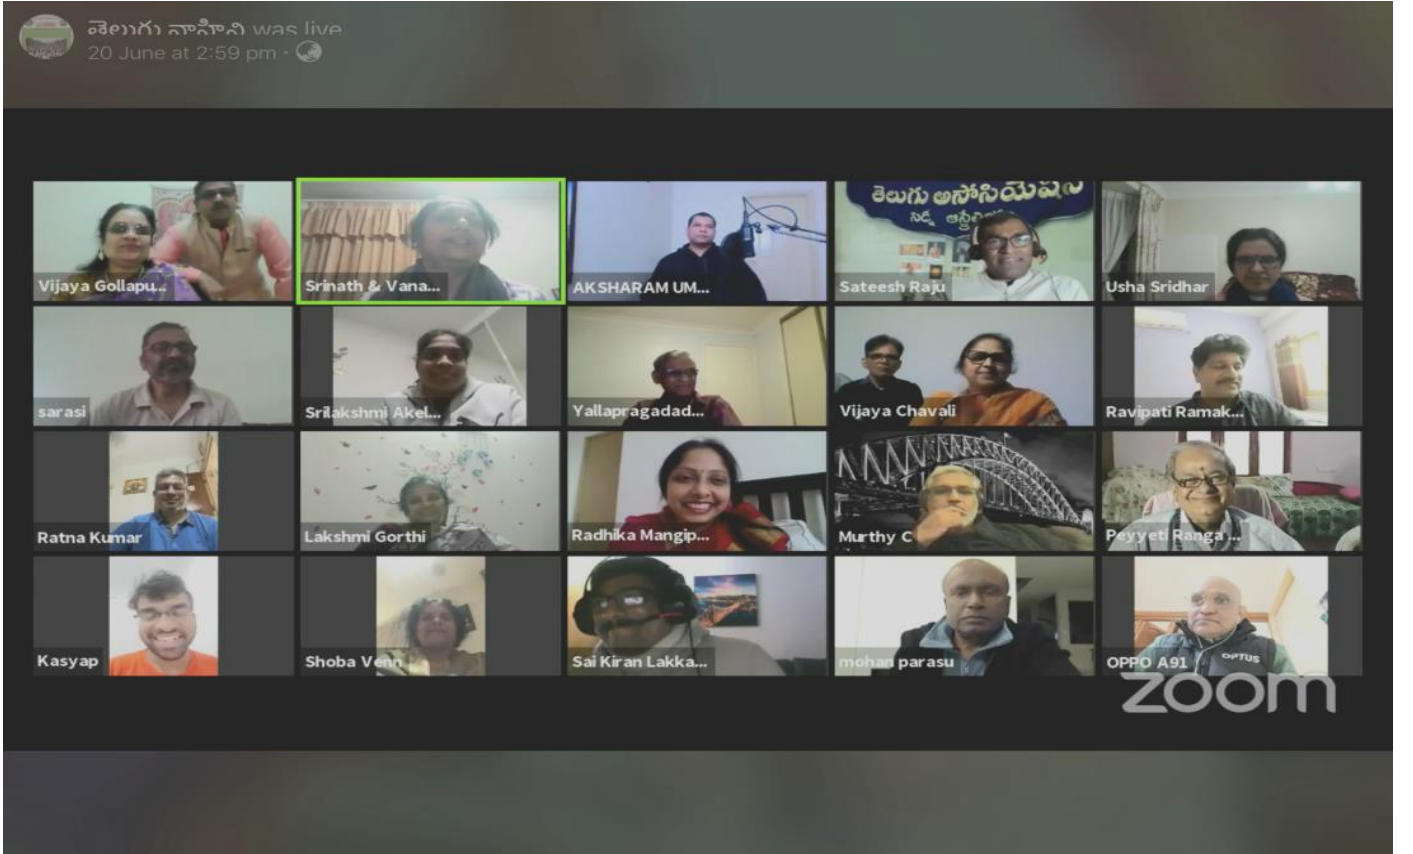 తెలుగు వాహిని was live
20 June at 2:59 pm ·
తెలుగు అసోసియేషన్
సిడ్నీ ఆస్ట్రేలియా
Vijaya Gollapu...
Srinath & Vana...
AKSHARAM UM...
Sateesh Raju
Usha Sridhar
sarasi
Srilakshmi Akel...
Yallapragadad...
Vijaya Chavali
Ravipati Ramak...
Ratna Kumar
Lakshmi Gorthi
Radhika Mangip...
Murthy C
Peyyeti Ranga ...
Kasyap
Shoba Venn
Sai Kiran Lakka...
mohan parasu
OPPO A91
OPTUS
zoom